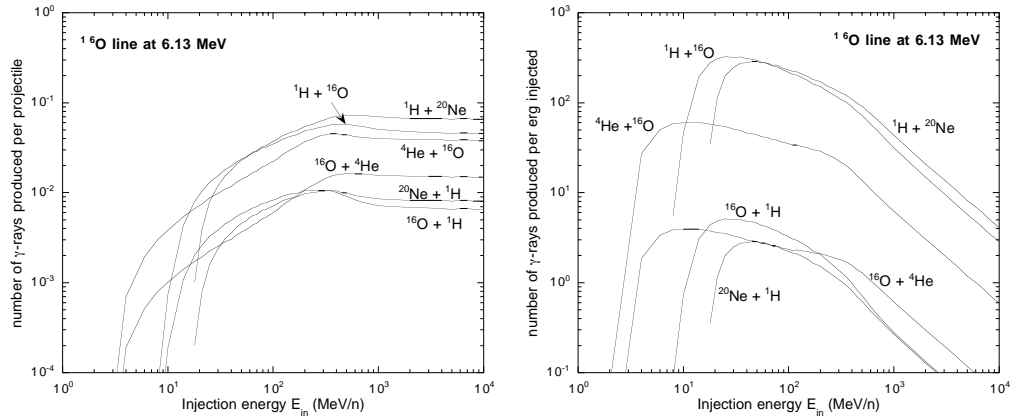 ¹ ⁶O line at 6.13 MeV
number of γ-rays produced per projectile
10⁰
10⁻¹
10⁻²
10⁻³
10⁻⁴
¹H + ¹⁶O
¹H + ²⁰Ne
⁴He + ¹⁶O
¹⁶O + ⁴He
²⁰Ne + ¹H
¹⁶O + ¹H
10⁰ 10¹ 10² 10³ 10⁴
Injection energy E_in (MeV/n)
¹ ⁶O line at 6.13 MeV
number of γ-rays produced per erg injected
10³
10²
10¹
10⁰
10⁻¹
¹H + ¹⁶O
⁴He + ¹⁶O
¹H + ²⁰Ne
¹⁶O + ¹H
¹⁶O + ⁴He
²⁰Ne + ¹H
10⁰ 10¹ 10² 10³ 10⁴
Injection energy E_in (MeV/n)